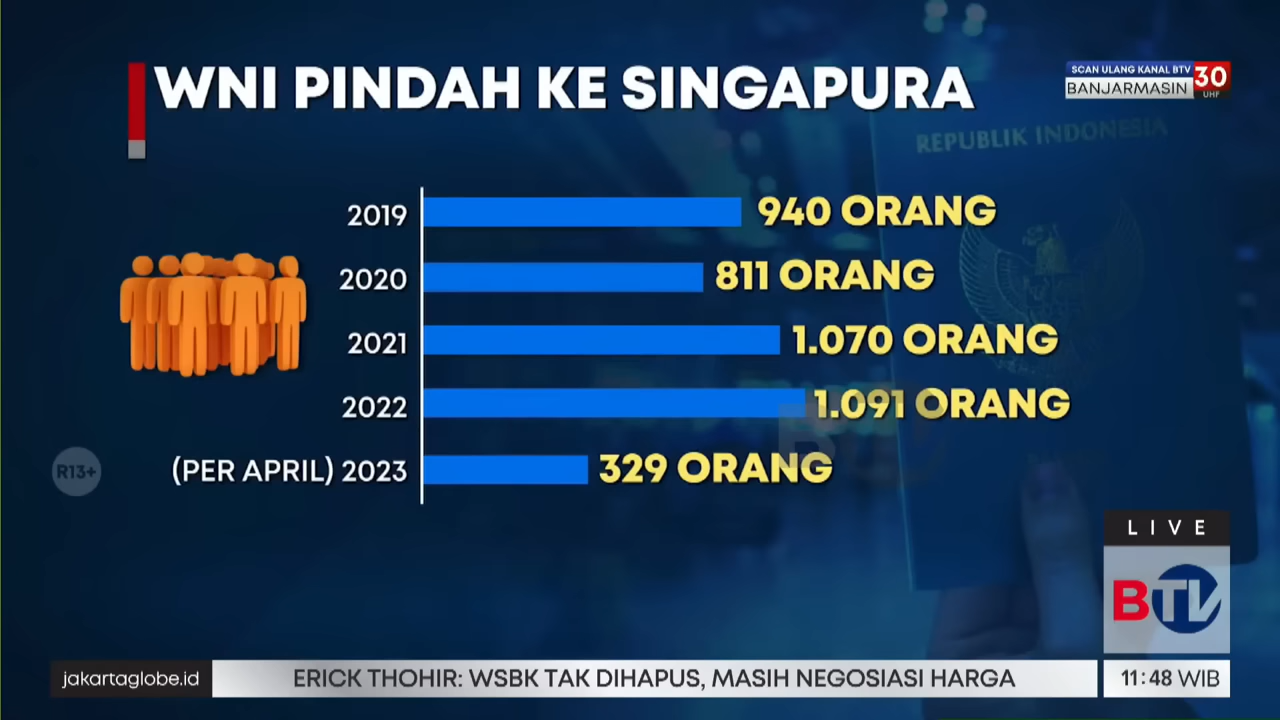 WNI PINDAH KE SINGAPURA
SCAN ULANG KANAL BTV
BANJARMASIN
30
UHF
REPUBLIK INDONESIA
2019
940 ORANG
2020
811 ORANG
2021
1.070 ORANG
2022
1.091 ORANG
(PER APRIL) 2023
329 ORANG
R13+
LIVE
BTV
jakartaglobe.id
ERICK THOHIR: WSBK TAK DIHAPUS, MASIH NEGOSIASI HARGA
11:48 WIB